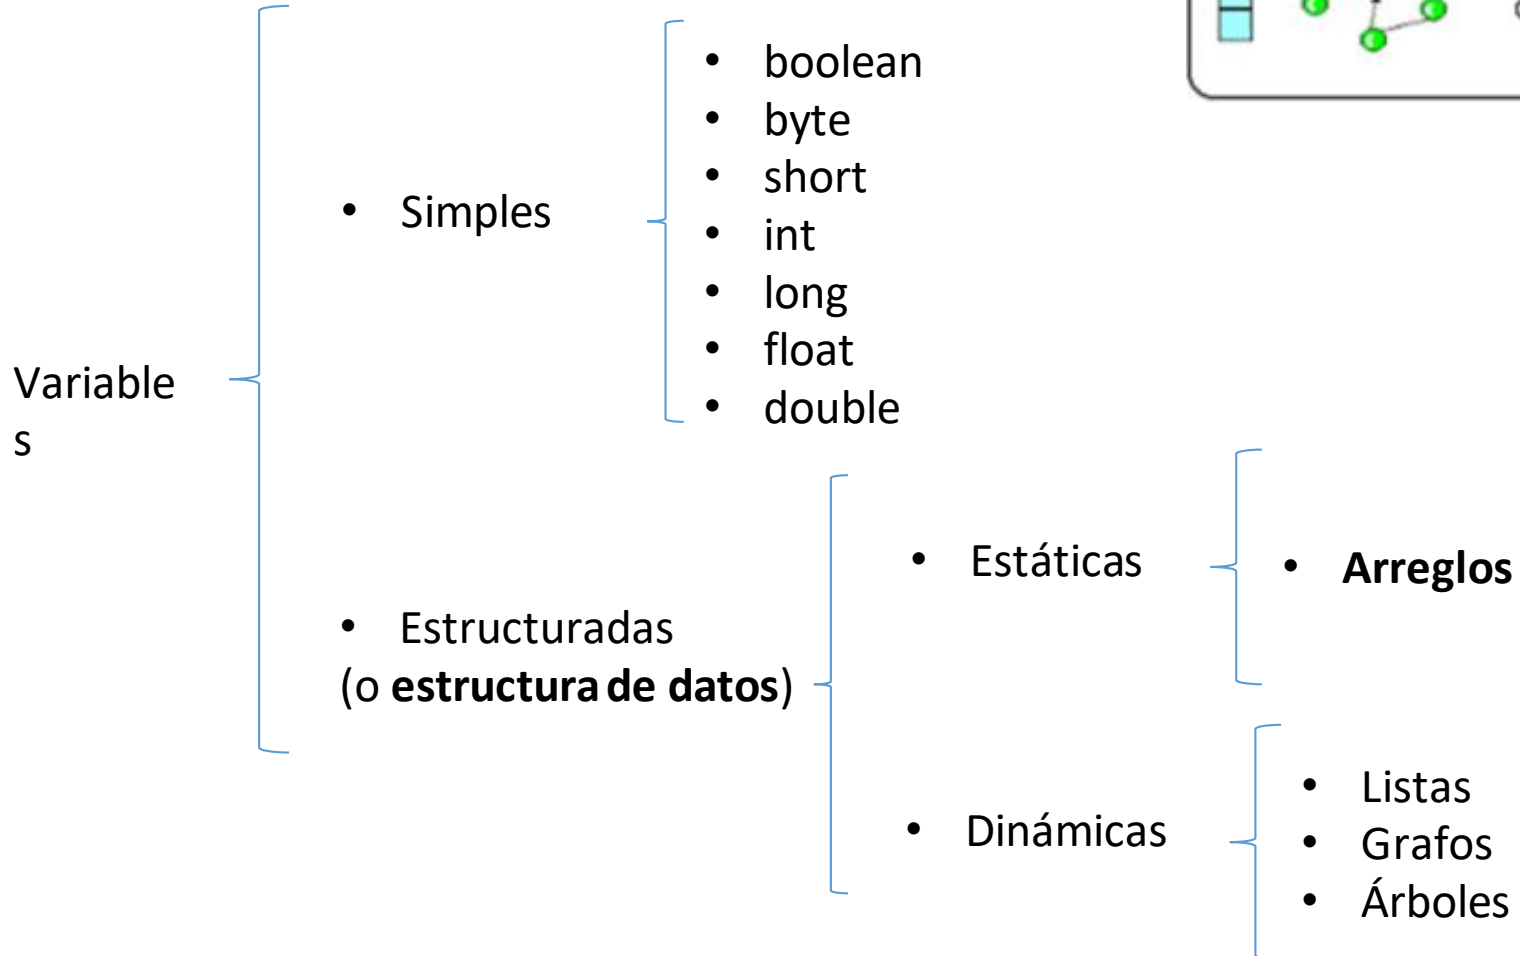 • boolean
• byte
• short
• Simples
• int
• long
• float
• double
Variable
s
• Estáticas
• Arreglos
• Estructuradas
(o estructura de datos)
• Dinámicas
• Listas
• Grafos
• Árboles